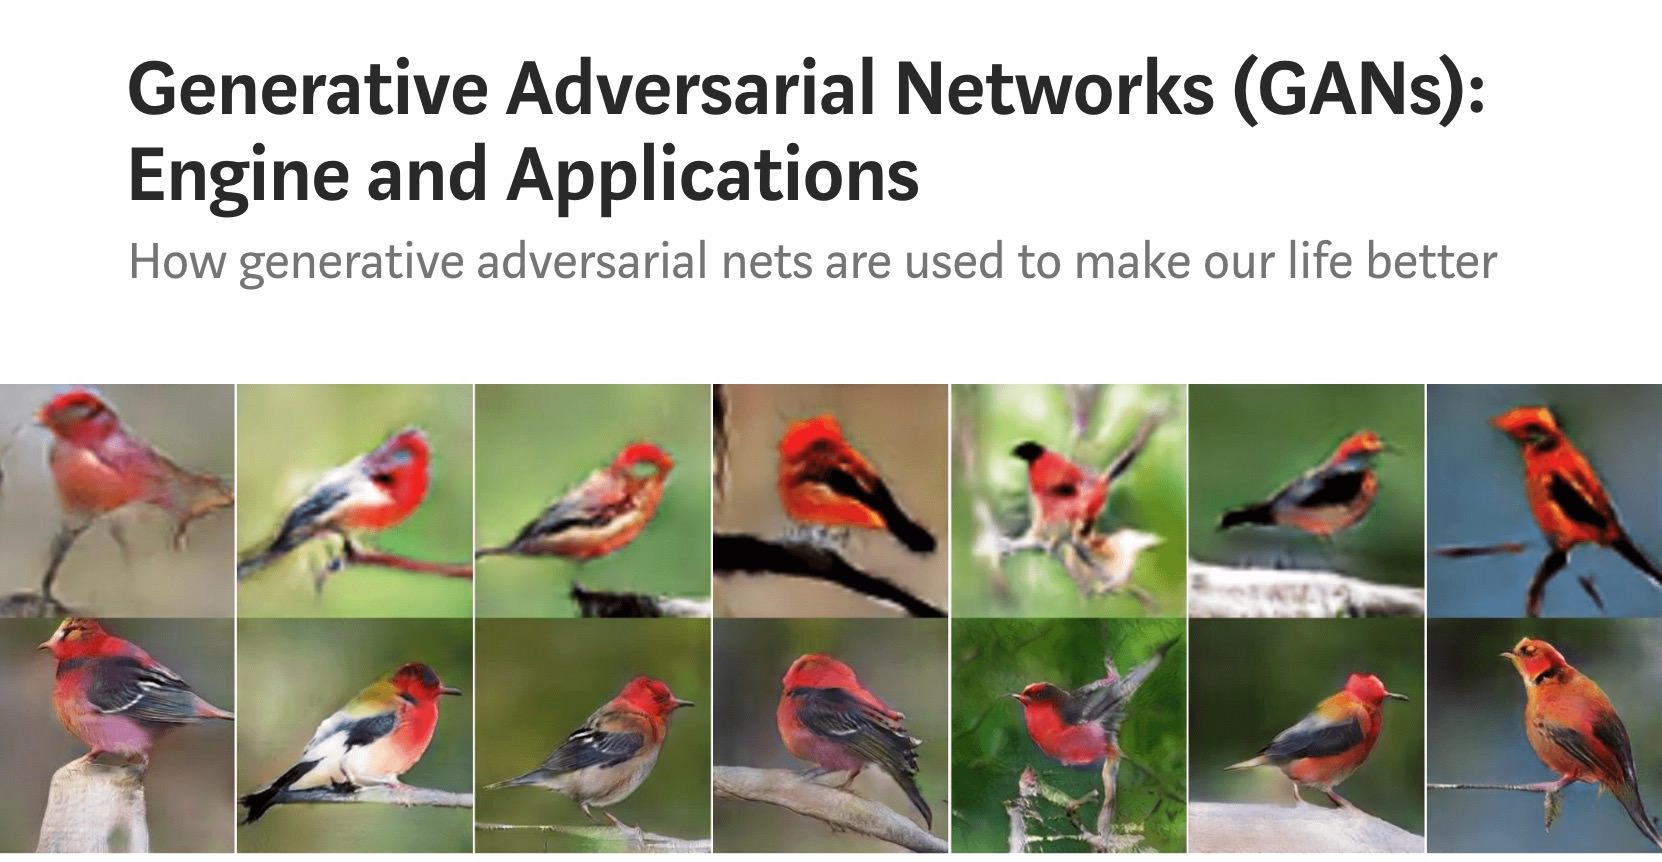 Generative Adversarial Networks (GANs):
Engine and Applications
How generative adversarial nets are used to make our life better